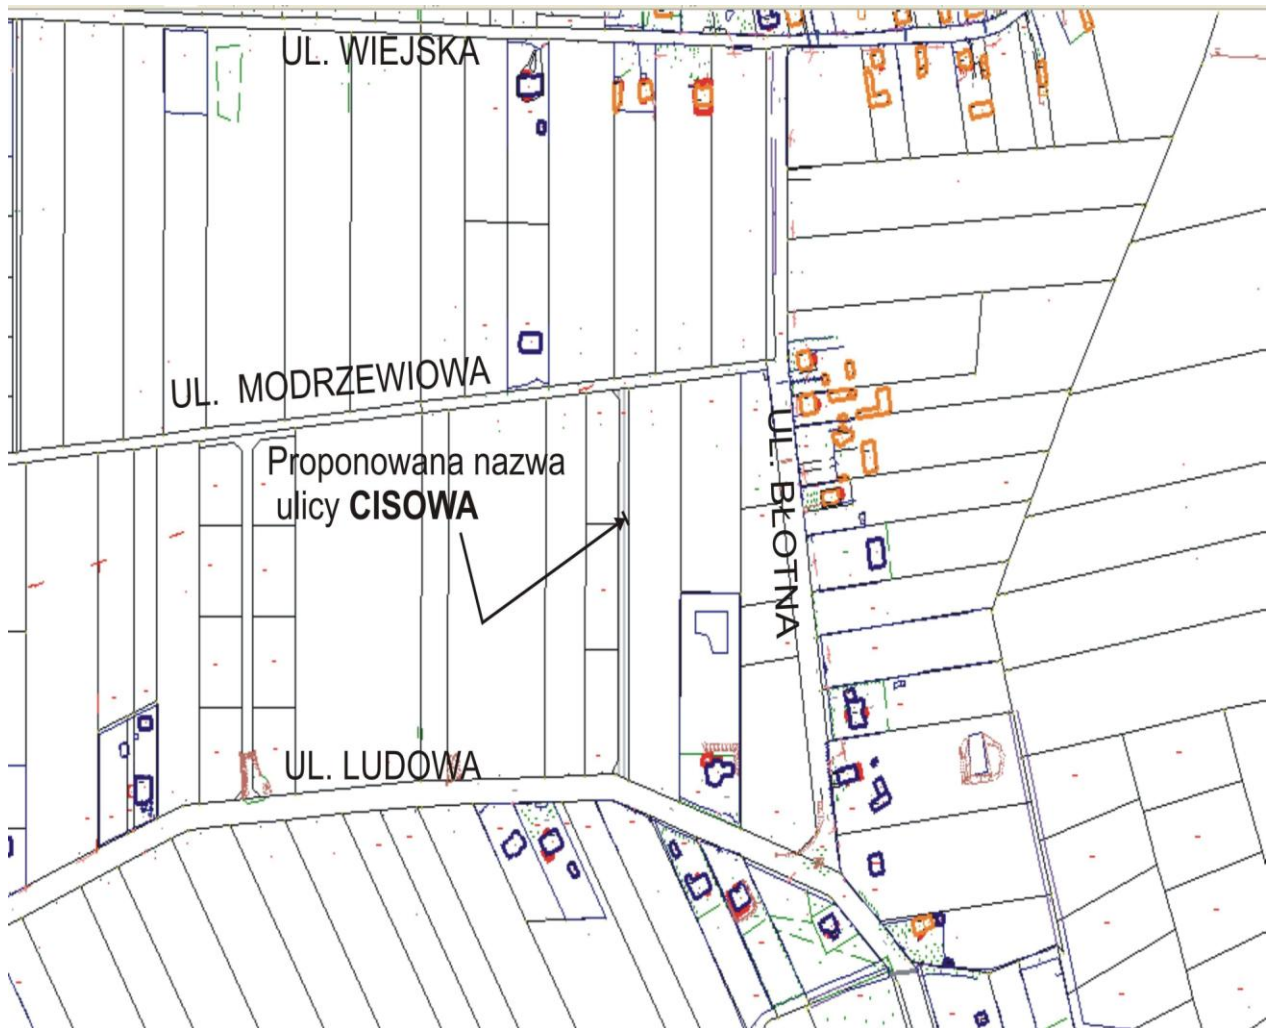 UL. WIEJSKA
UL. MODRZEWIOWA
Proponowana nazwa
ulicy CISOWA
UL. BŁOTNA
UL. LUDOWA